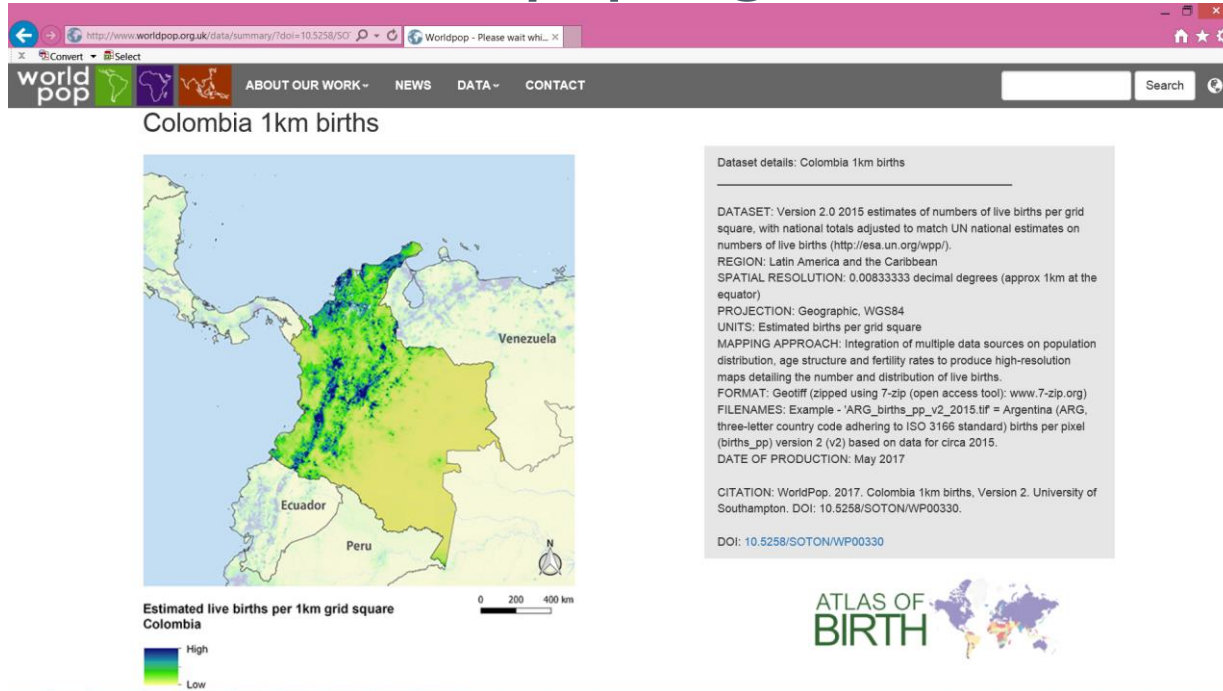 http://www.worldpop.org.uk/data/summary/?doi=10.5258/SO
Worldpop - Please wait whi...
Convert Select
world pop ABOUT OUR WORK NEWS DATA CONTACT Search
Colombia 1km births
Venezuela
Ecuador
Peru
N
0 200 400 km
Estimated live births per 1km grid square
Colombia
High
Low
Dataset details: Colombia 1km births
DATASET: Version 2.0 2015 estimates of numbers of live births per grid
square, with national totals adjusted to match UN national estimates on
numbers of live births (http://esa.un.org/wpp/).
REGION: Latin America and the Caribbean
SPATIAL RESOLUTION: 0.00833333 decimal degrees (approx 1km at the
equator)
PROJECTION: Geographic, WGS84
UNITS: Estimated births per grid square
MAPPING APPROACH: Integration of multiple data sources on population
distribution, age structure and fertility rates to produce high-resolution
maps detailing the number and distribution of live births.
FORMAT: Geotiff (zipped using 7-zip (open access tool): www.7-zip.org)
FILENAMES: Example - 'ARG_births_pp_v2_2015.tif' = Argentina (ARG,
three-letter country code adhering to ISO 3166 standard) births per pixel
(births_pp) version 2 (v2) based on data for circa 2015.
DATE OF PRODUCTION: May 2017
CITATION: WorldPop. 2017. Colombia 1km births, Version 2. University of
Southampton. DOI: 10.5258/SOTON/WP00330.
DOI: 10.5258/SOTON/WP00330
ATLAS OF
BIRTH